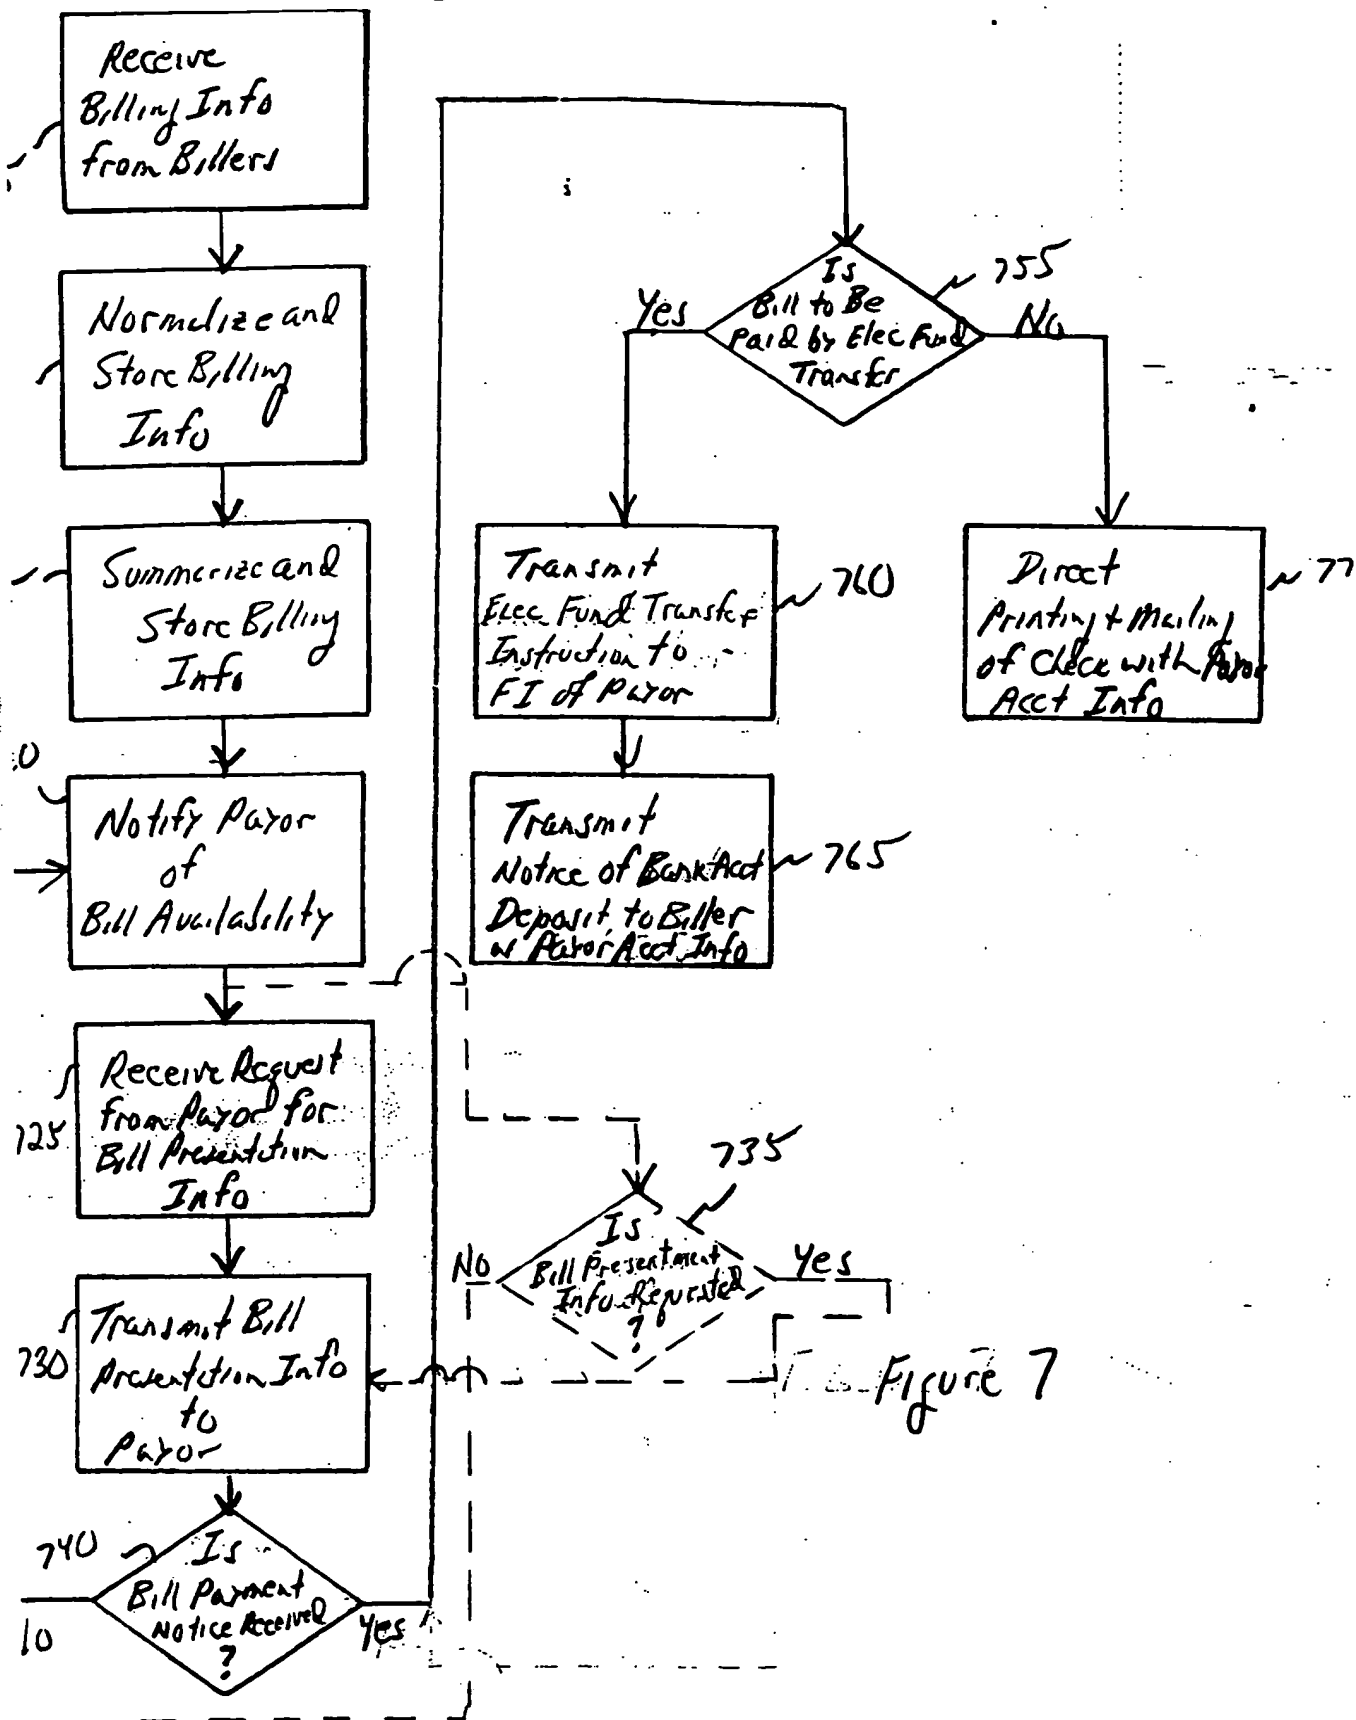 Receive
Billing Info
from Billers
Normalize and
Store Billing
Info
Summarize and
Store Billing
Info
0
Notify Payor
of
Bill Availability
Receive Request
from Payor for
Bill Presentation
Info
725
Transmit Bill
Presentation Info
to
Payor
730
740
Is
Bill Payment
Notice Received
?
Yes
Is
Bill to Be
Paid by Elec Fund
Transfer
755
Yes
No
Transmit
Elec Fund Transfer
Instruction to
FI of Payor
760
Direct
Printing + Mailing
of Check with Payor
Acct Info
77
Transmit
Notice of Bank Acct
Deposit to Biller
w Payor Acct Info
765
735
Is
Bill Presentment
Info Requested
?
No
Yes
Figure 7